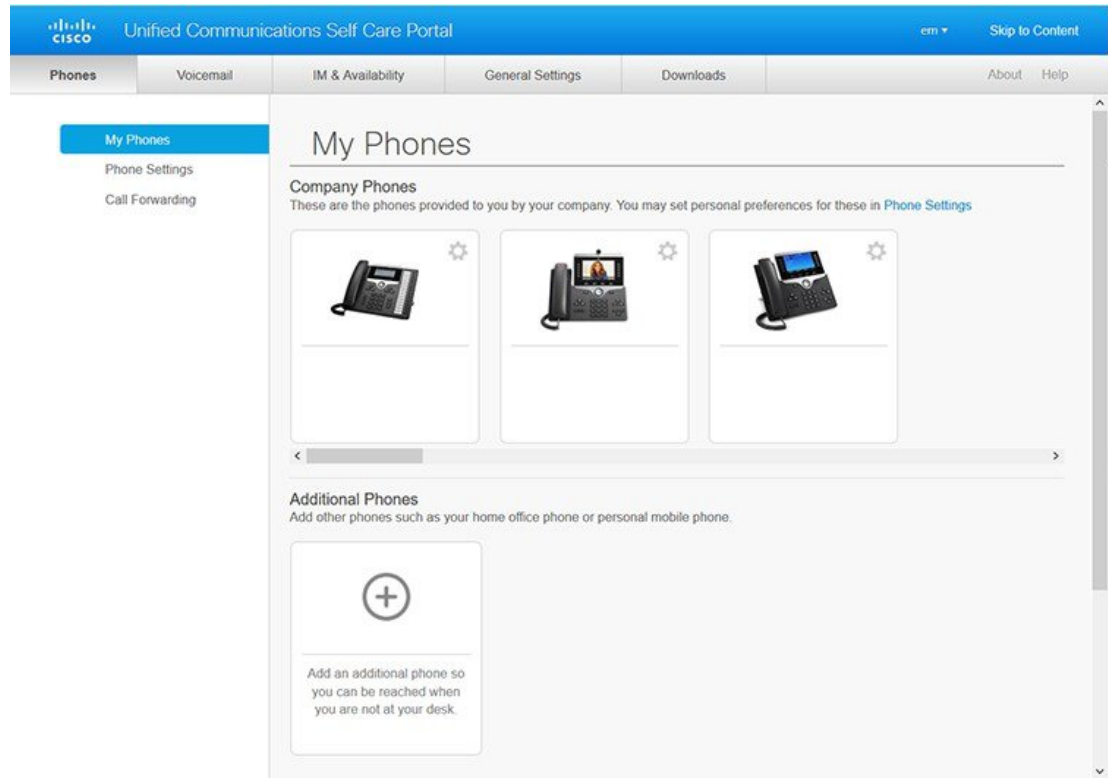 CISCO
Unified Communications Self Care Portal
em
Skip to Content
Phones
Voicemail
IM & Availability
General Settings
Downloads
About
Help
My Phones
Phone Settings
Call Forwarding
My Phones
Company Phones
These are the phones provided to you by your company. You may set personal preferences for these in Phone Settings
Additional Phones
Add other phones such as your home office phone or personal mobile phone.
Add an additional phone so
you can be reached when
you are not at your desk.